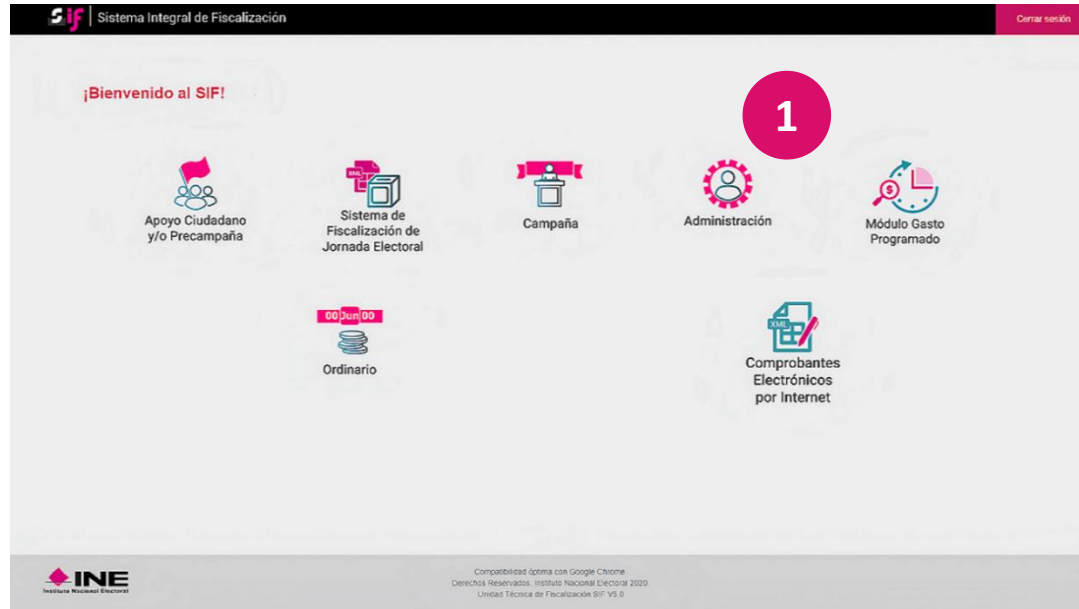 Sif Sistema Integral de Fiscalización
Cerrar sesión
¡Bienvenido al SIF!
1
Apoyo Ciudadano
y/o Precampaña
XML
Sistema de
Fiscalización de
Jornada Electoral
Campaña
Administración
$
Módulo Gasto
Programado
00 Jun 00
Ordinario
XML
Comprobantes
Electrónicos
por Internet
INE
Instituto Nacional Electoral
Compatibilidad óptima con Google Chrome.
Derechos Reservados, Instituto Nacional Electoral 2020.
Unidad Técnica de Fiscalización SIF V5.0